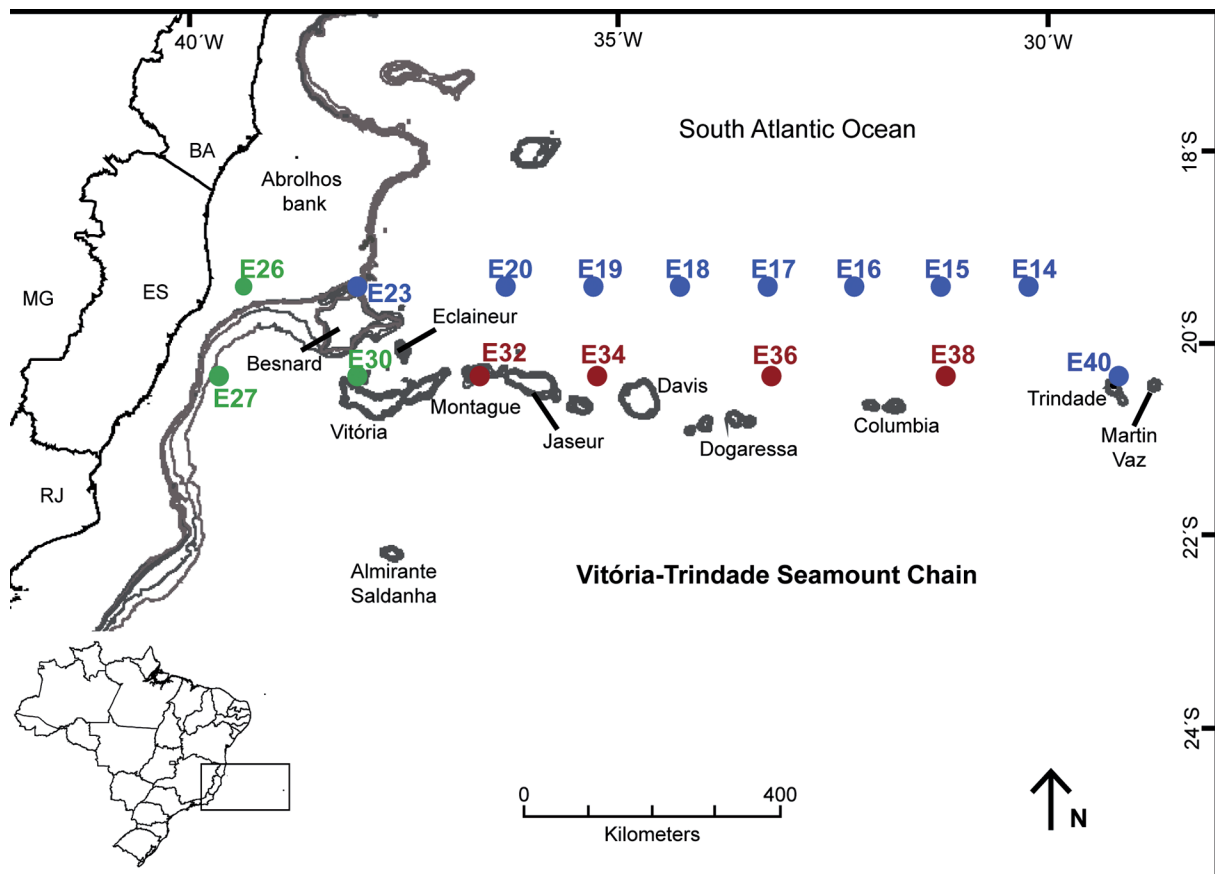 40´W
35´W
30´W
South Atlantic Ocean
18´S
BA
Abrolhos
bank
E26
E20
E19
E18
E17
E16
E15
E14
MG
ES
E23
Eclaineur
20´S
Besnard
E30
E32
E34
E36
E38
E40
E27
Montague
Davis
Trindade
Vitória
Jaseur
Dogaressa
Columbia
Martin
Vaz
RJ
22´S
Almirante
Saldanha
Vitória-Trindade Seamount Chain
24´S
0
400
Kilometers
N